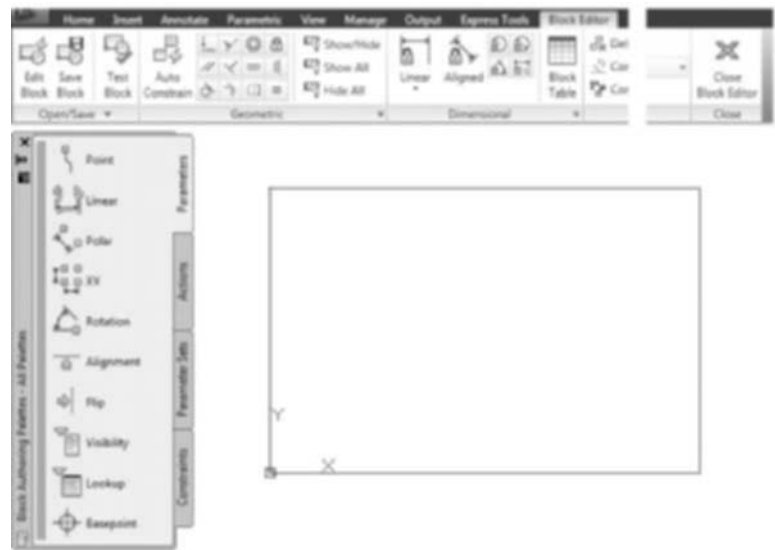 Home Insert Annotate Parametric View Manage Output Express Tools Block Editor
Edit Block
Save Block
Test Block
Auto Constrain
Show/Hide
Show All
Hide All
Linear
Aligned
Block Table
Close Block Editor
Open/Save
Geometric
Dimensional
Close
Point
Linear
Polar
XY
Rotation
Alignment
Flip
Visibility
Lookup
Basepoint
Parameters
Actions
Parameter Sets
Constraints
Block Authoring Palettes - All Palettes
Y
X